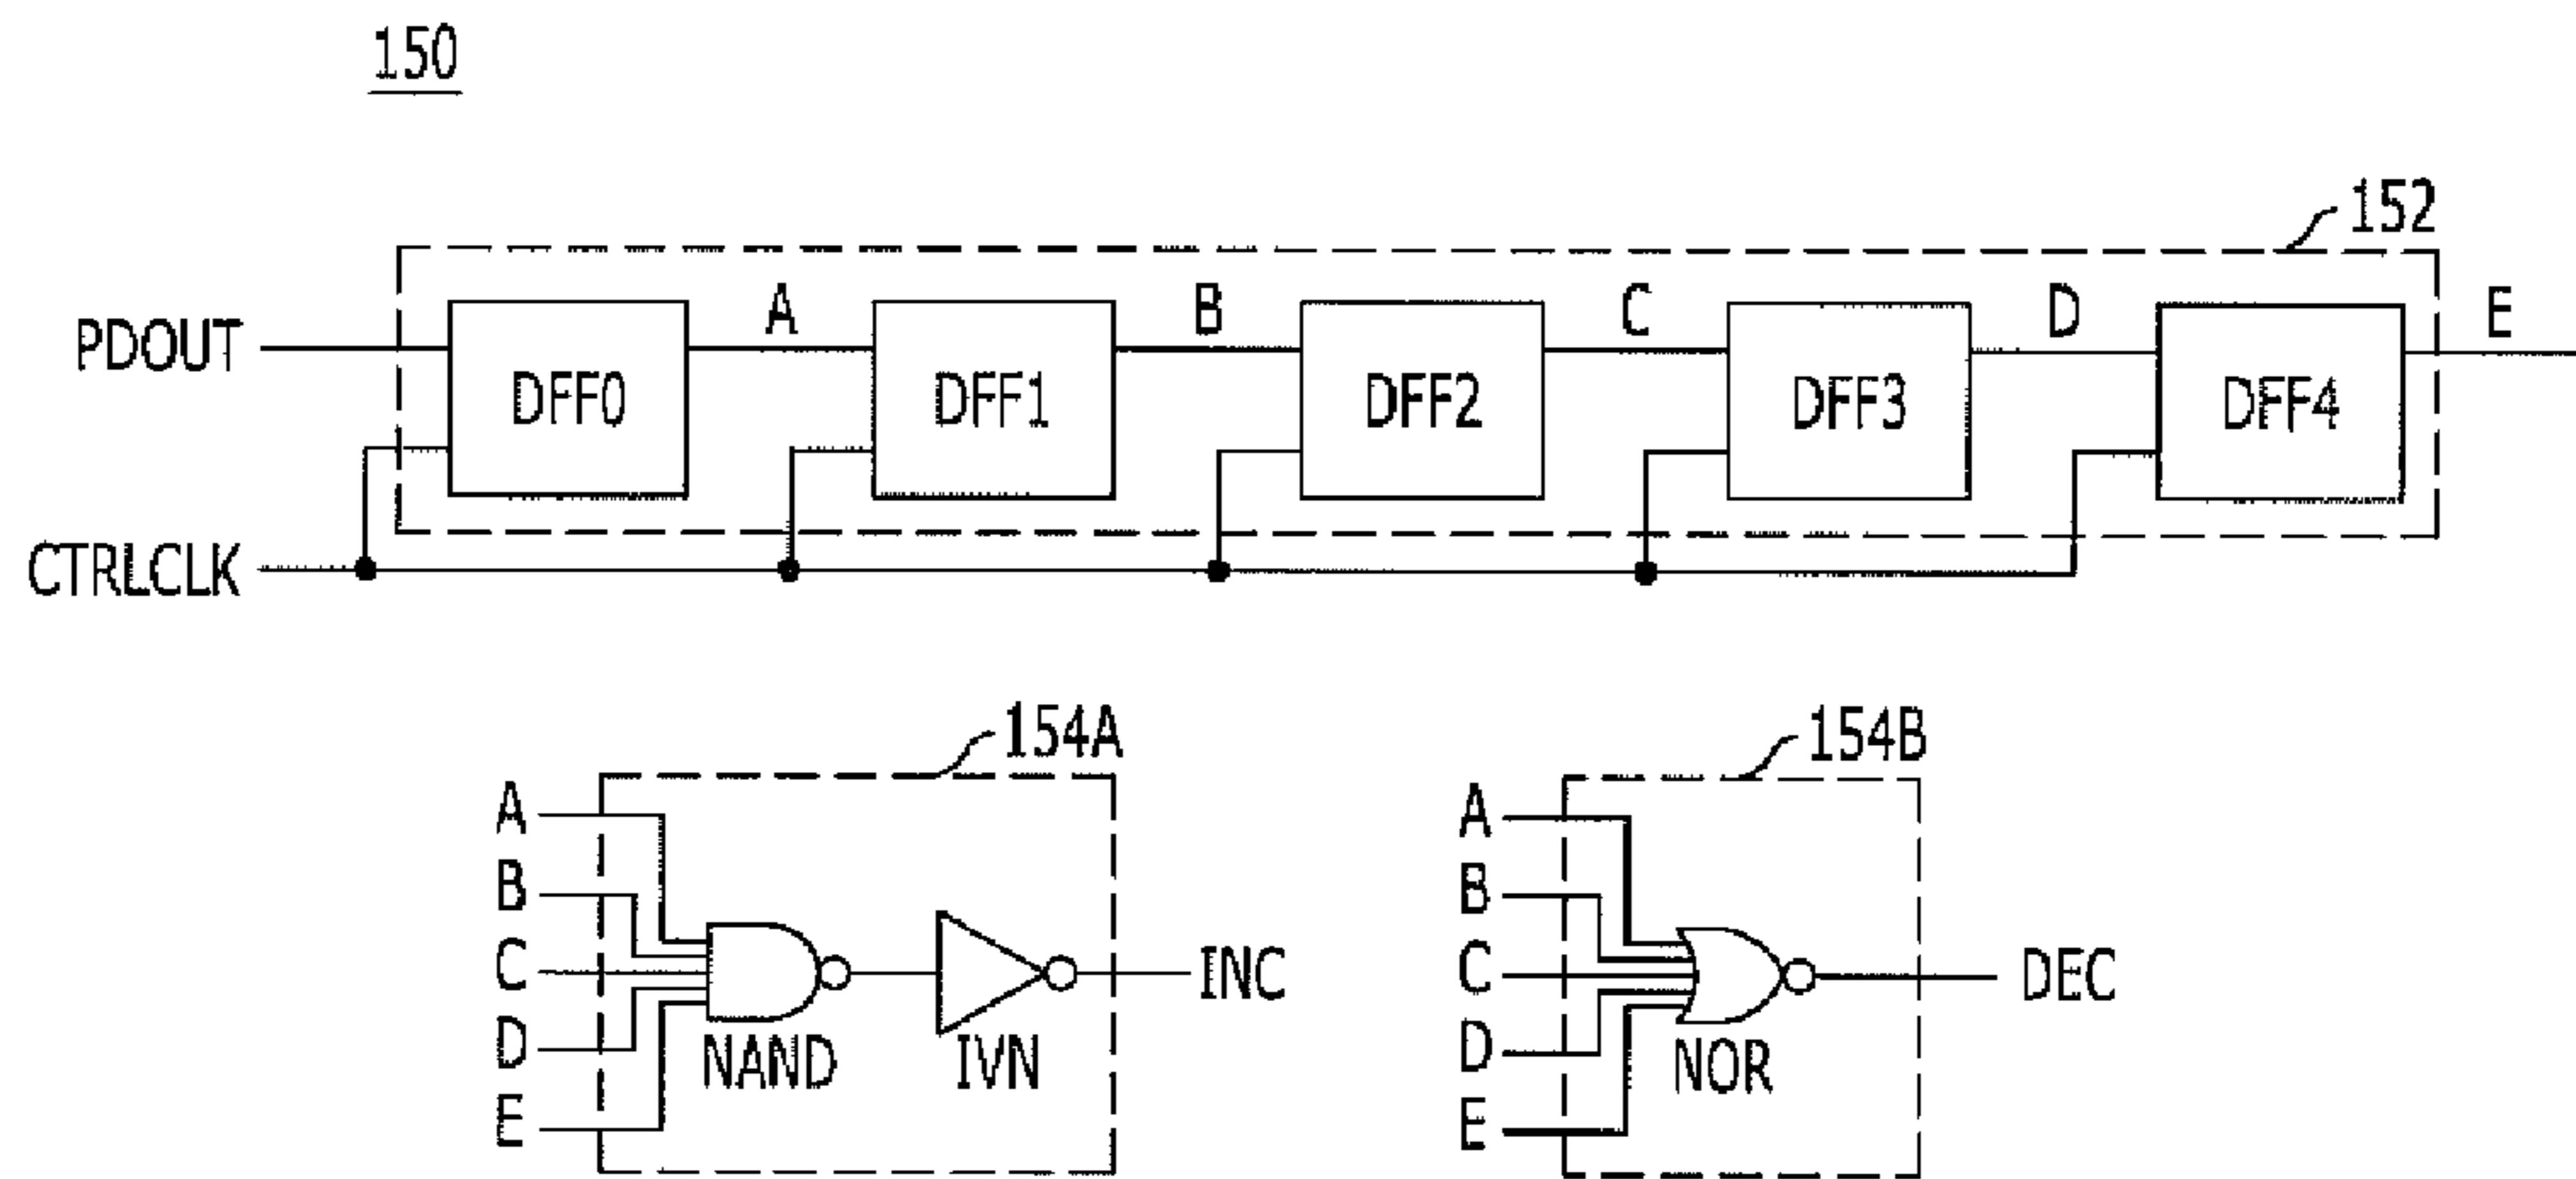 150
152
A B C D E
PDOUT
DFF0 DFF1 DFF2 DFF3 DFF4
CTRLCLK
154A
A
B
C
D
E
NAND IVN
INC
154B
A
B
C
D
E
NOR
DEC